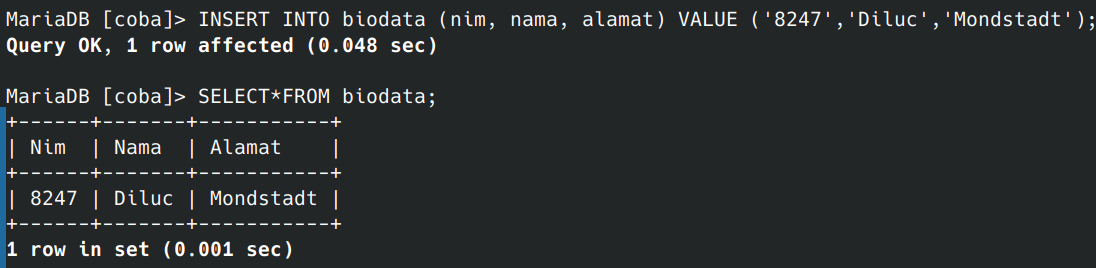 MariaDB [coba]> INSERT INTO biodata (nim, nama, alamat) VALUE ('8247','Diluc','Mondstadt');
Query OK, 1 row affected (0.048 sec)
MariaDB [coba]> SELECT*FROM biodata;
+------+-------+-----------+
| Nim  | Nama  | Alamat    |
+------+-------+-----------+
| 8247 | Diluc | Mondstadt |
+------+-------+-----------+
1 row in set (0.001 sec)